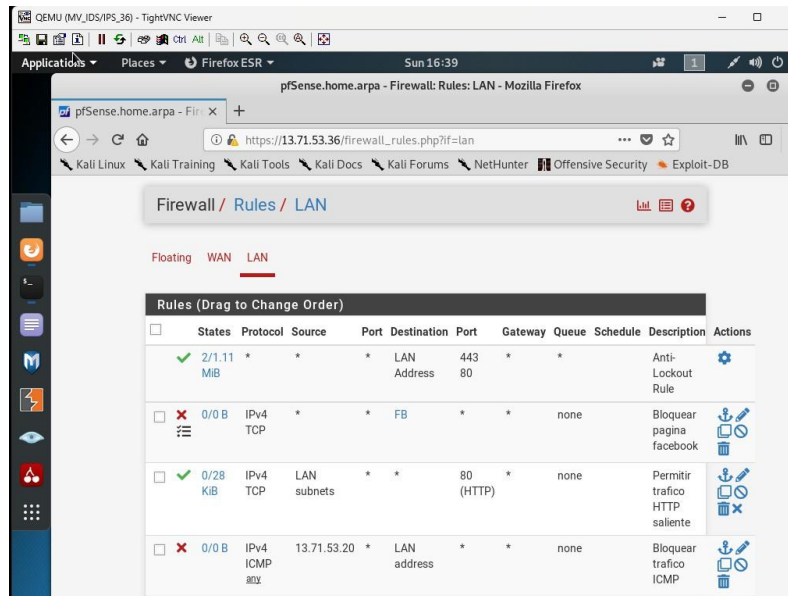 QEMU (MV_IDS/IPS_36) - TightVNC Viewer
Ctrl Alt
Applications Places Firefox ESR Sun 16:39 1
pfSense.home.arpa - Firewall: Rules: LAN - Mozilla Firefox
pfSense.home.arpa - Fir × +
https://13.71.53.36/firewall_rules.php?if=lan
Kali Linux Kali Training Kali Tools Kali Docs Kali Forums NetHunter Offensive Security Exploit-DB
Firewall / Rules / LAN
Floating WAN LAN
Rules (Drag to Change Order)
States Protocol Source Port Destination Port Gateway Queue Schedule Description Actions
2/1.11 * * * LAN 443 * * Anti-
MiB Address 80 Lockout
Rule
0/0 B IPv4 * * FB * * none Bloquear
TCP pagina
facebook
0/28 IPv4 LAN * * 80 * none Permitir
KiB TCP subnets (HTTP) trafico
HTTP
saliente
0/0 B IPv4 13.71.53.20 * LAN * * none Bloquear
ICMP address trafico
any ICMP